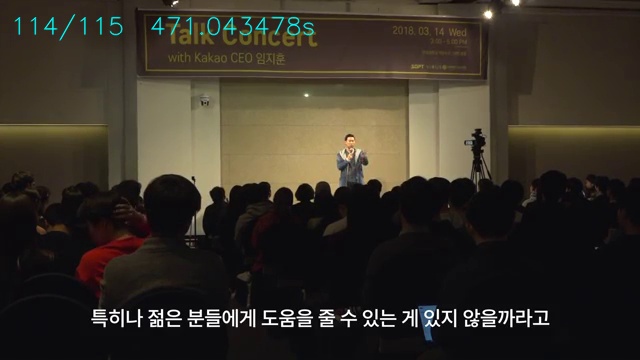 114/115 471.043478s
Talk Concert
2018. 03. 14 Wed
with Kakao CEO 임지훈
특히나 젊은 분들에게 도움을 줄 수 있는 게 있지 않을까라고